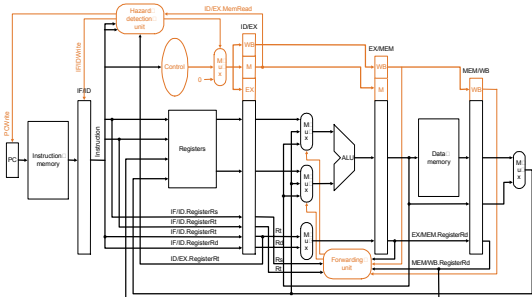 Hazard
detection
unit
ID/EX.MemRead
ID/EX
IF/IDWrite
PCWrite
Control
M
u
x
0
WB
M
EX
EX/MEM
WB
M
MEM/WB
WB
IF/ID
PC
Instruction
memory
Instruction
Registers
M
u
x
M
u
x
ALU
Data
memory
M
u
x
IF/ID.RegisterRs
IF/ID.RegisterRt
IF/ID.RegisterRt
IF/ID.RegisterRd
ID/EX.RegisterRt
Rt
Rd
Rs
Rt
M
u
x
Forwarding
unit
EX/MEM.RegisterRd
MEM/WB.RegisterRd